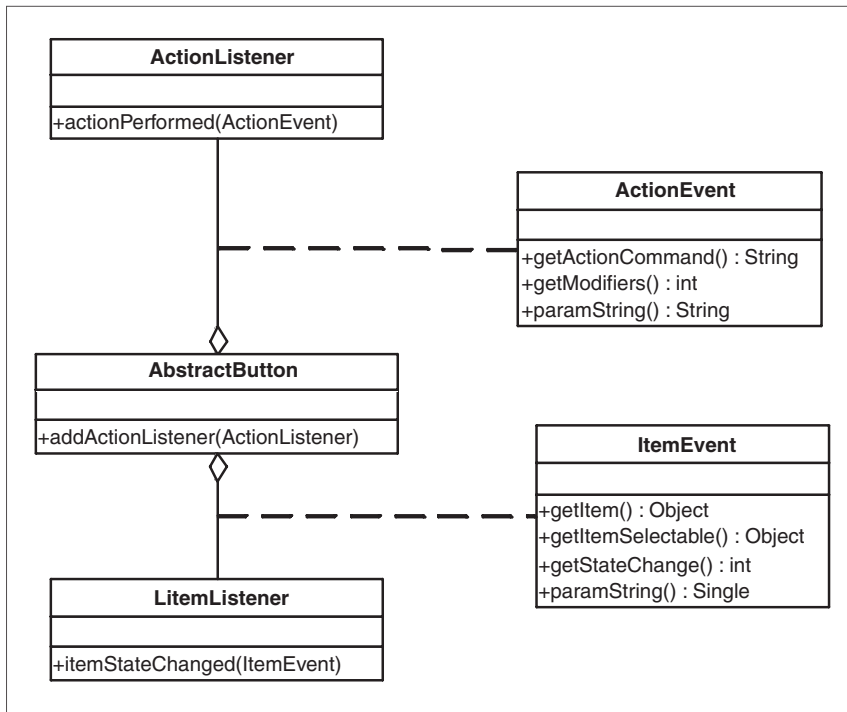 ActionListener
+actionPerformed(ActionEvent)
ActionEvent
+getActionCommand() : String
+getModifiers() : int
+paramString() : String
AbstractButton
+addActionListener(ActionListener)
ItemEvent
+getItem() : Object
+getItemSelectable() : Object
+getStateChange() : int
+paramString() : Single
LitemListener
+itemStateChanged(ItemEvent)